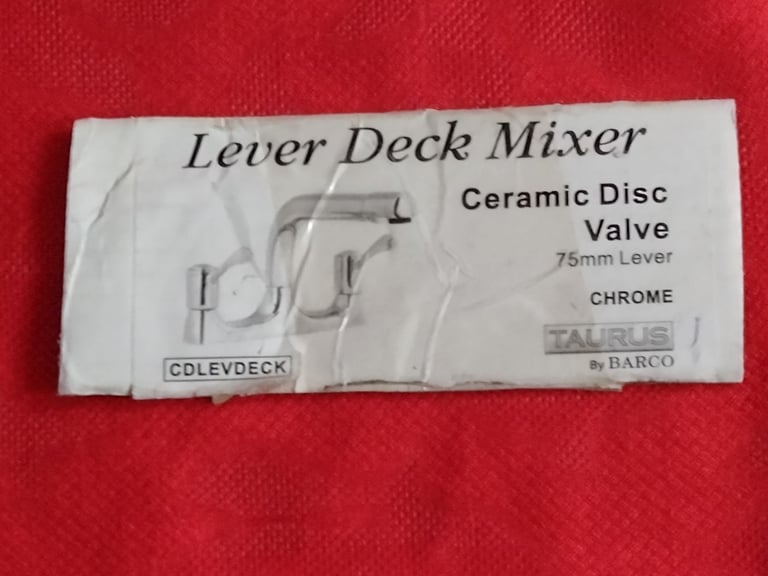 Lever Deck Mixer
Ceramic Disc
Valve
75mm Lever
CHROME
TAURUS
By BARCO
CDLEVDECK